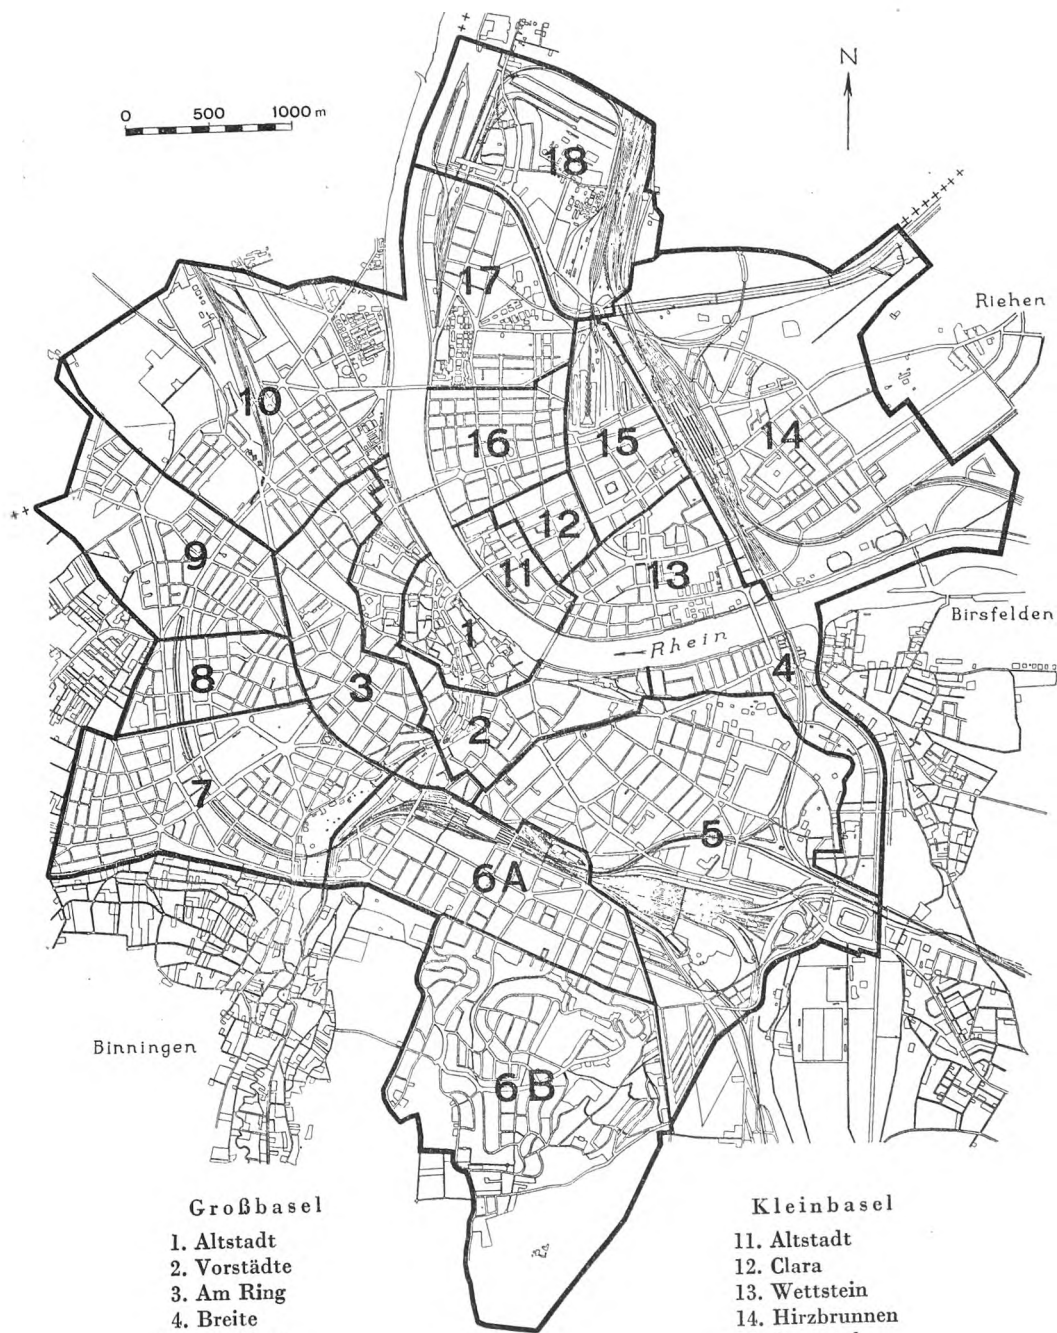 N
0 500 1000 m
18
17
Riehen
10
16
15
14
12
9
11
13
1
Birsfelden
Rhein
8
3
4
2
7
5
6A
Binningen
6B
Großbasel
1. Altstadt
2. Vorstädte
3. Am Ring
4. Breite
Kleinbasel
11. Altstadt
12. Clara
13. Wettstein
14. Hirzbrunnen